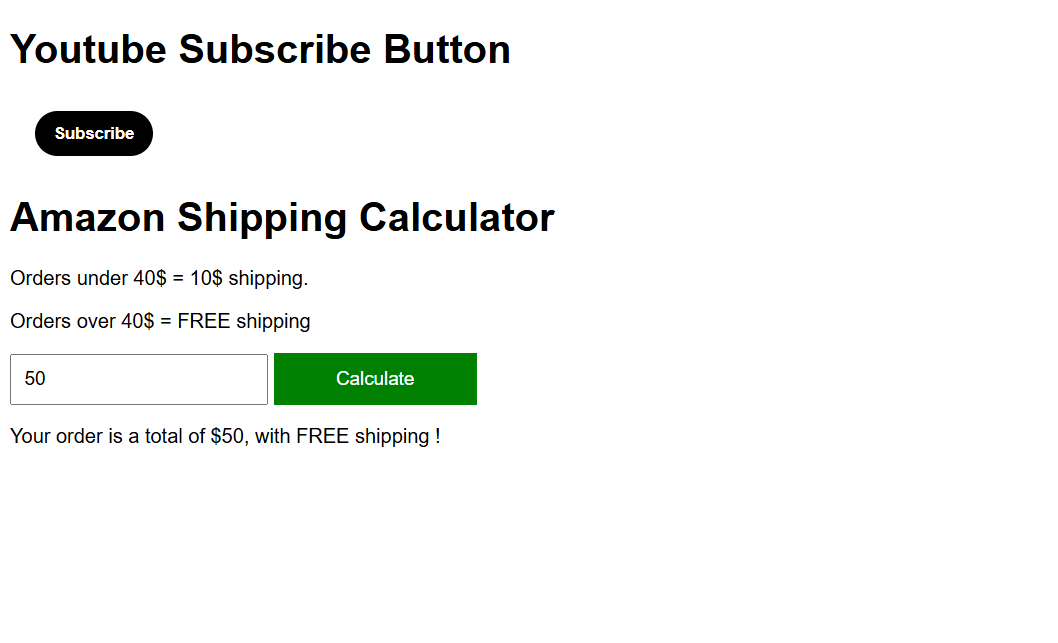 Youtube Subscribe Button
Subscribe
Amazon Shipping Calculator
Orders under 40$ = 10$ shipping.
Orders over 40$ = FREE shipping
50 Calculate
Your order is a total of $50, with FREE shipping !